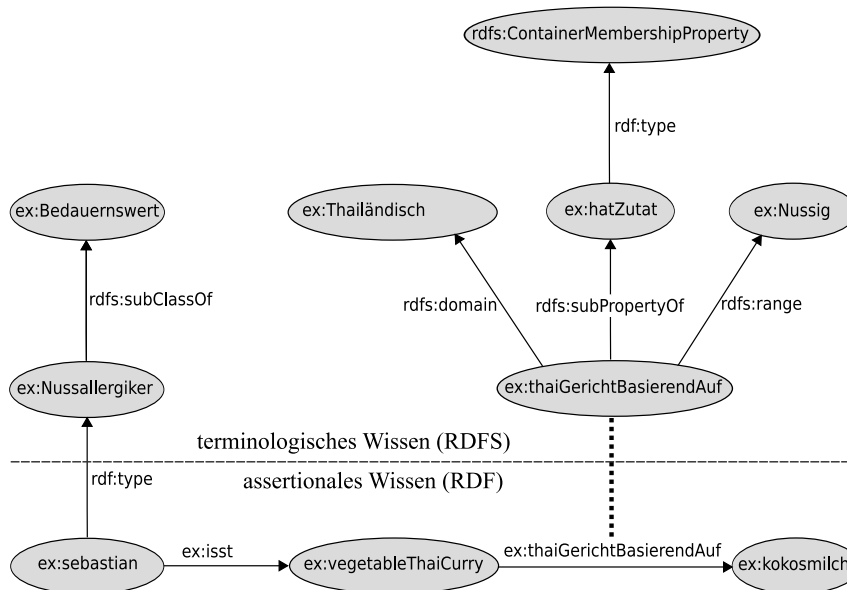 rdfs:ContainerMembershipProperty
rdf:type
ex:Bedauernswert
ex:Thailändisch
ex:hatZutat
ex:Nussig
rdfs:subClassOf
rdfs:domain
rdfs:subPropertyOf
rdfs:range
ex:Nussallergiker
ex:thaiGerichtBasierendAuf
terminologisches Wissen (RDFS)
rdf:type
assertionales Wissen (RDF)
ex:isst
ex:thaiGerichtBasierendAuf
ex:sebastian
ex:vegetableThaiCurry
ex:kokosmilch